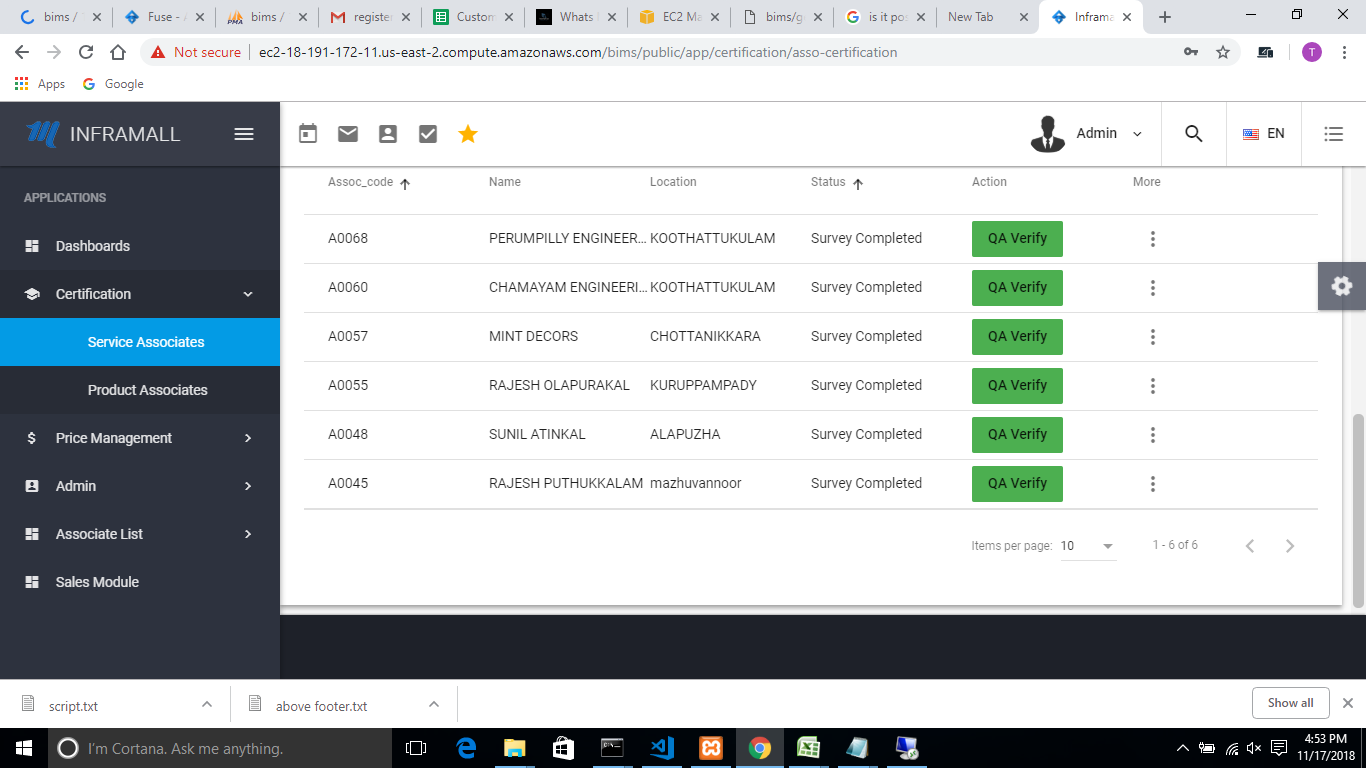 bims /
Fuse - A
bims /
register
Custom
Whats
EC2 Ma
bims/g
is it pos
New Tab
Inframa
Not secure
ec2-18-191-172-11.us-east-2.compute.amazonaws.com/bims/public/app/certification/asso-certification
T
Apps
Google
INFRAMALL
Admin
EN
APPLICATIONS
Dashboards
Certification
Service Associates
Product Associates
Price Management
Admin
Associate List
Sales Module
Assoc_code Name Location Status Action More
A0068 PERUMPILLY ENGINEER... KOOTHATTUKULAM Survey Completed QA Verify
A0060 CHAMAYAM ENGINEERI... KOOTHATTUKULAM Survey Completed QA Verify
A0057 MINT DECORS CHOTTANIKKARA Survey Completed QA Verify
A0055 RAJESH OLAPURAKAL KURUPPAMPADY Survey Completed QA Verify
A0048 SUNIL ATINKAL ALAPUZHA Survey Completed QA Verify
A0045 RAJESH PUTHUKKALAM mazhuvannoor Survey Completed QA Verify
Items per page: 10 1 - 6 of 6
script.txt
above footer.txt
Show all
I'm Cortana. Ask me anything.
4:53 PM
11/17/2018